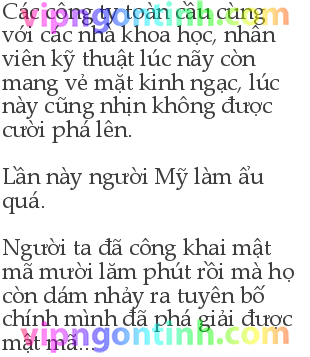 vipngontinh.com
Các công ty toàn cầu cùng
với các nhà khoa học, nhân
viên kỹ thuật lúc nãy còn
mang vẻ mặt kinh ngạc, lúc
này cũng nhịn không được
cười phá lên.
Lần này người Mỹ làm ẩu
quá.
Người ta đã công khai mật
mã mười lăm phút rồi mà họ
còn dám nhảy ra tuyên bố
chính mình đã phá giải được
mật mã...
vipngontinh.com